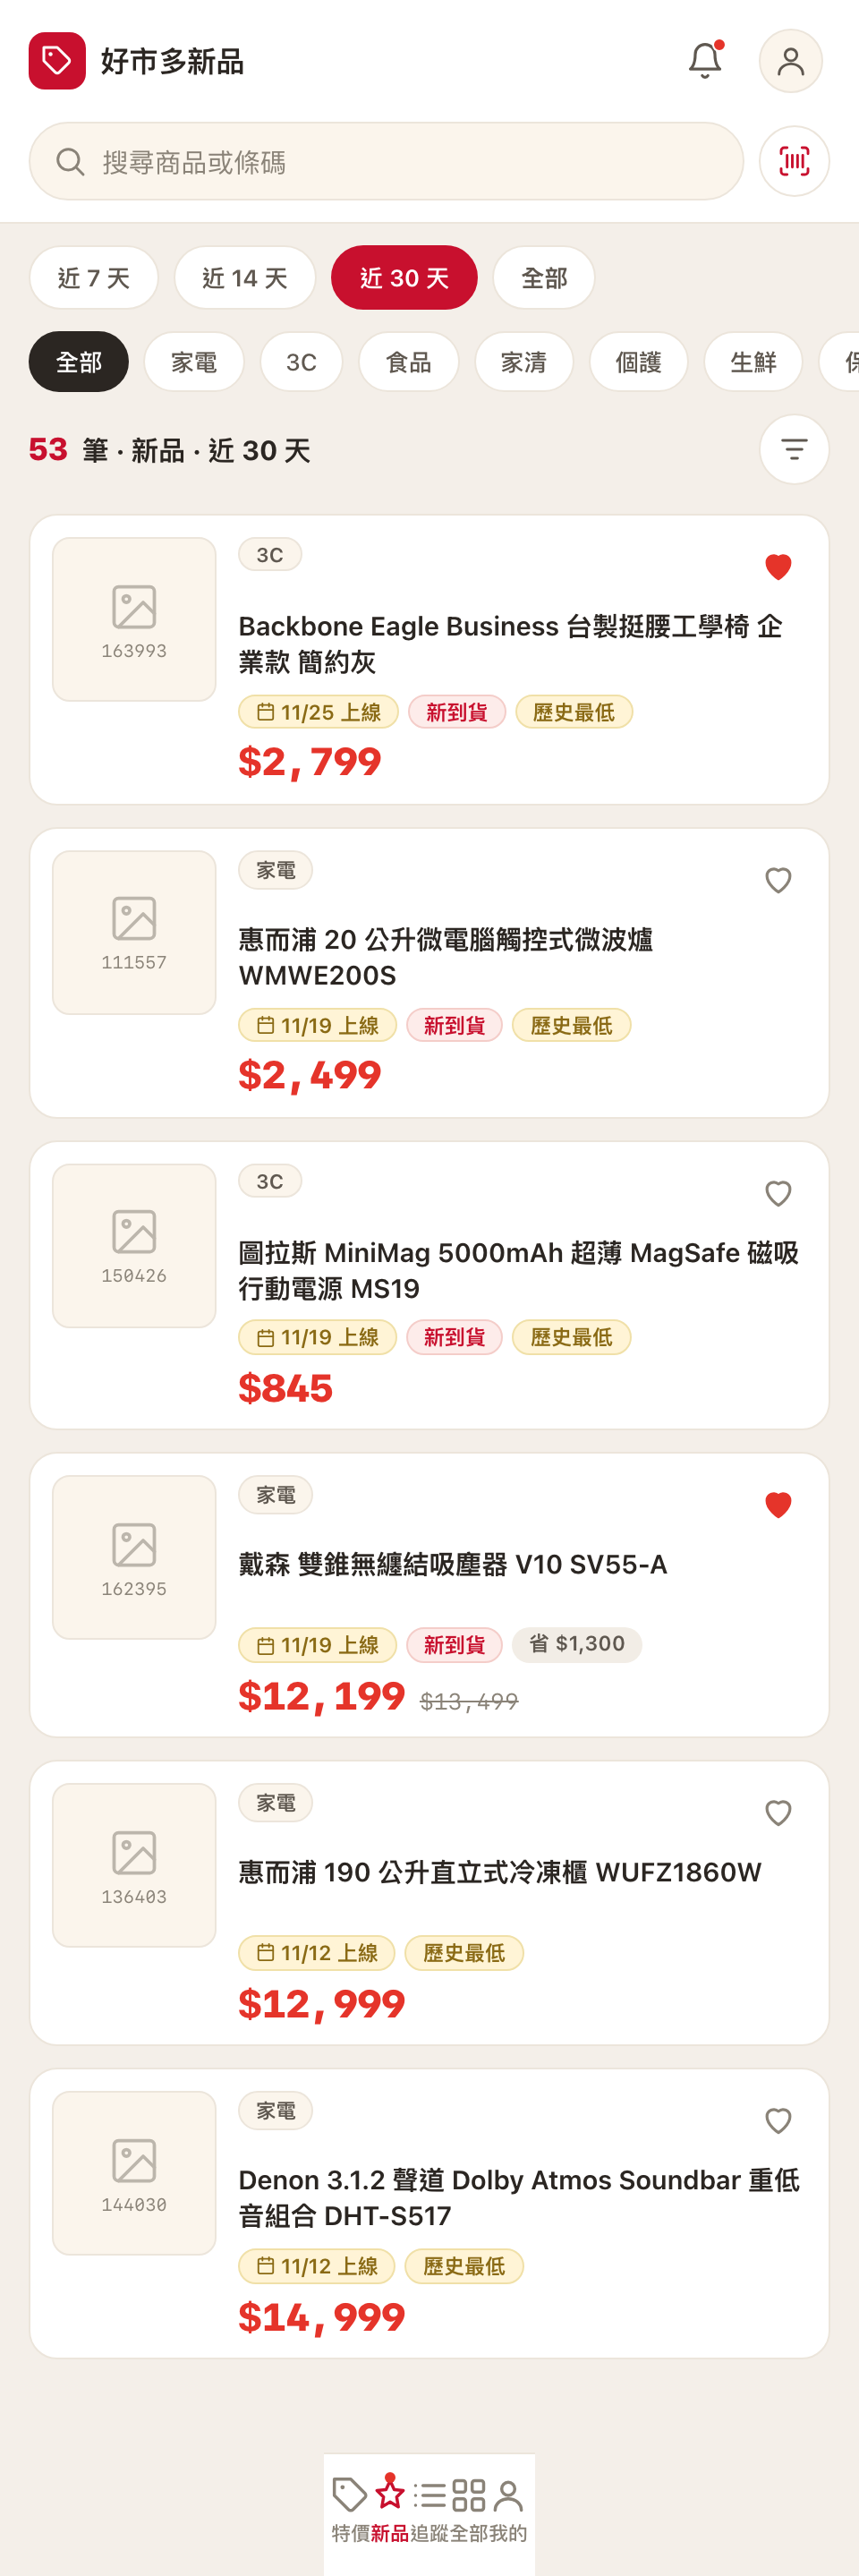 好市多新品
搜尋商品或條碼
近 7 天 近 14 天 近 30 天 全部
全部 家電 3C 食品 家清 個護 生鮮
53 筆 · 新品 · 近 30 天
3C
163993
Backbone Eagle Business 台製挺腰工學椅 企
業款 簡約灰
11/25 上線 新到貨 歷史最低
$2,799
家電
111557
惠而浦 20 公升微電腦觸控式微波爐
WMWE200S
11/19 上線 新到貨 歷史最低
$2,499
3C
150426
圖拉斯 MiniMag 5000mAh 超薄 MagSafe 磁吸
行動電源 MS19
11/19 上線 新到貨 歷史最低
$845
家電
162395
戴森 雙錐無纏結吸塵器 V10 SV55-A
11/19 上線 新到貨 省 $1,300
$12,199 $13,499
家電
136403
惠而浦 190 公升直立式冷凍櫃 WUFZ1860W
11/12 上線 歷史最低
$12,999
家電
144030
Denon 3.1.2 聲道 Dolby Atmos Soundbar 重低
音組合 DHT-S517
11/12 上線 歷史最低
$14,999
特價 新品 追蹤 全部 我的